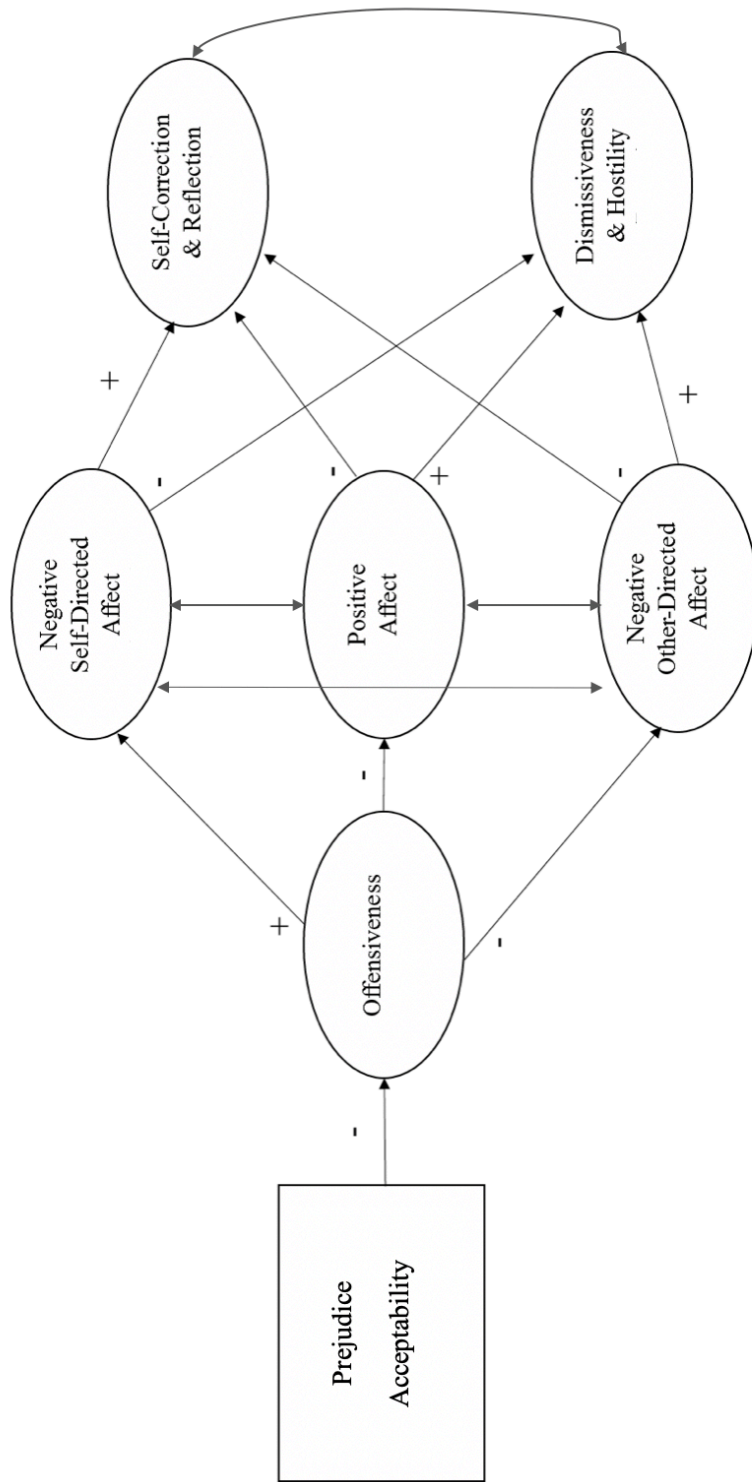 Prejudice
Acceptability
-
Offensiveness
+
-
-
Negative
Self-Directed
Affect
Positive
Affect
Negative
Other-Directed
Affect
+
-
-
+
-
+
Self-Correction
& Reflection
Dismissiveness
& Hostility